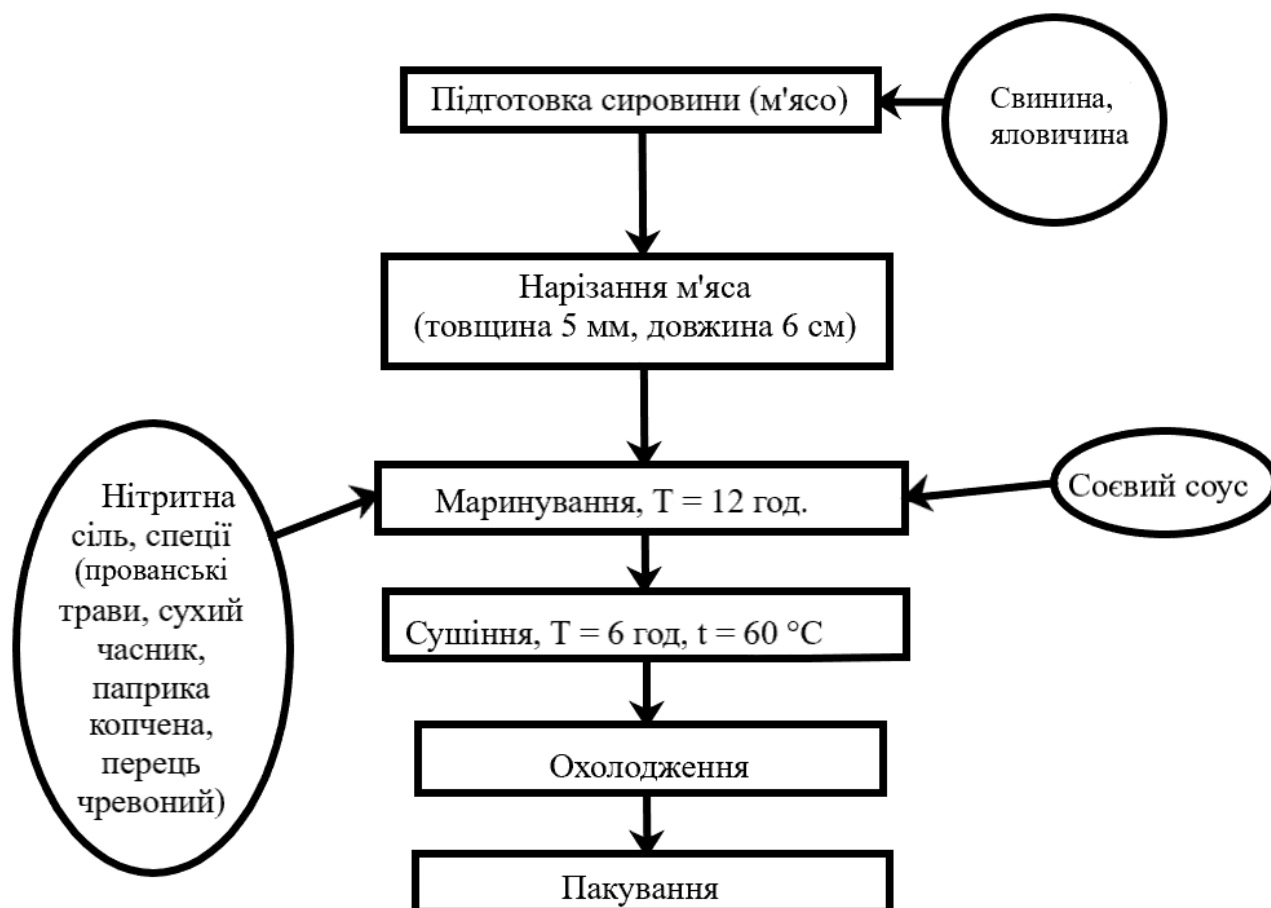 Підготовка сировини (м'ясо)
Свинина,
яловичина
Нарізання м'яса
(товщина 5 мм, довжина 6 см)
Нітритна
сіль, спеції
(прованські
трави, сухий
часник,
паприка
копчена,
перець
чревоний)
Маринування, Т = 12 год.
Соєвий соус
Сушіння, Т = 6 год, t = 60 °C
Охолодження
Пакування